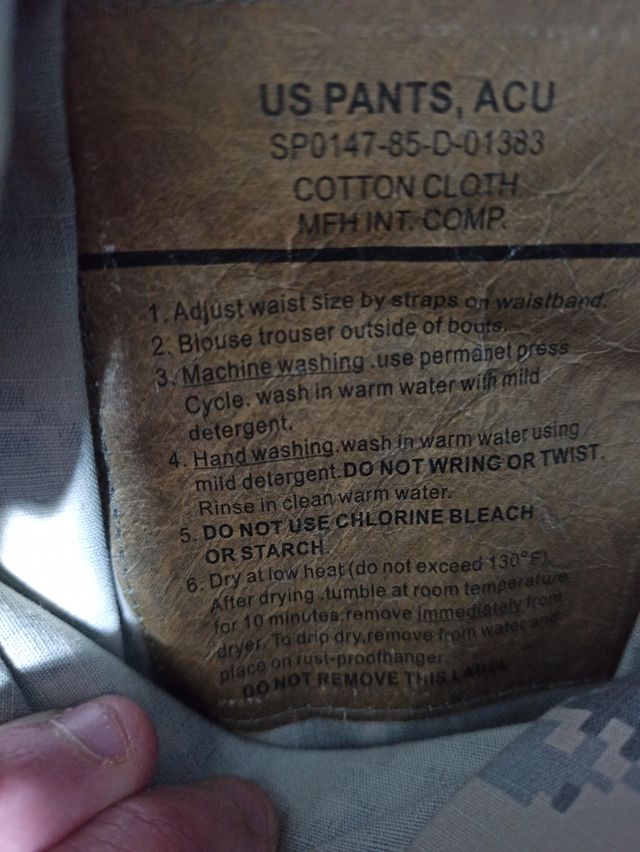 US PANTS, ACU
SP0147-85-D-01383
COTTON CLOTH
MFH INT. COMP.
1. Adjust waist size by straps on waistband.
2. Blouse trouser outside of boots.
3. Machine washing .use permanet press
Cycle. wash in warm water with mild
detergent.
4. Hand washing.wash in warm water using
mild detergent.DO NOT WRING OR TWIST.
Rinse in clean warm water.
5. DO NOT USE CHLORINE BLEACH
OR STARCH.
6. Dry at low heat (do not exceed 130°F).
After drying .tumble at room temperature
for 10 minutes.remove immediately from
dryer. To drip dry,remove from water and
place on rust-proofhanger.
DO NOT REMOVE THIS LABEL